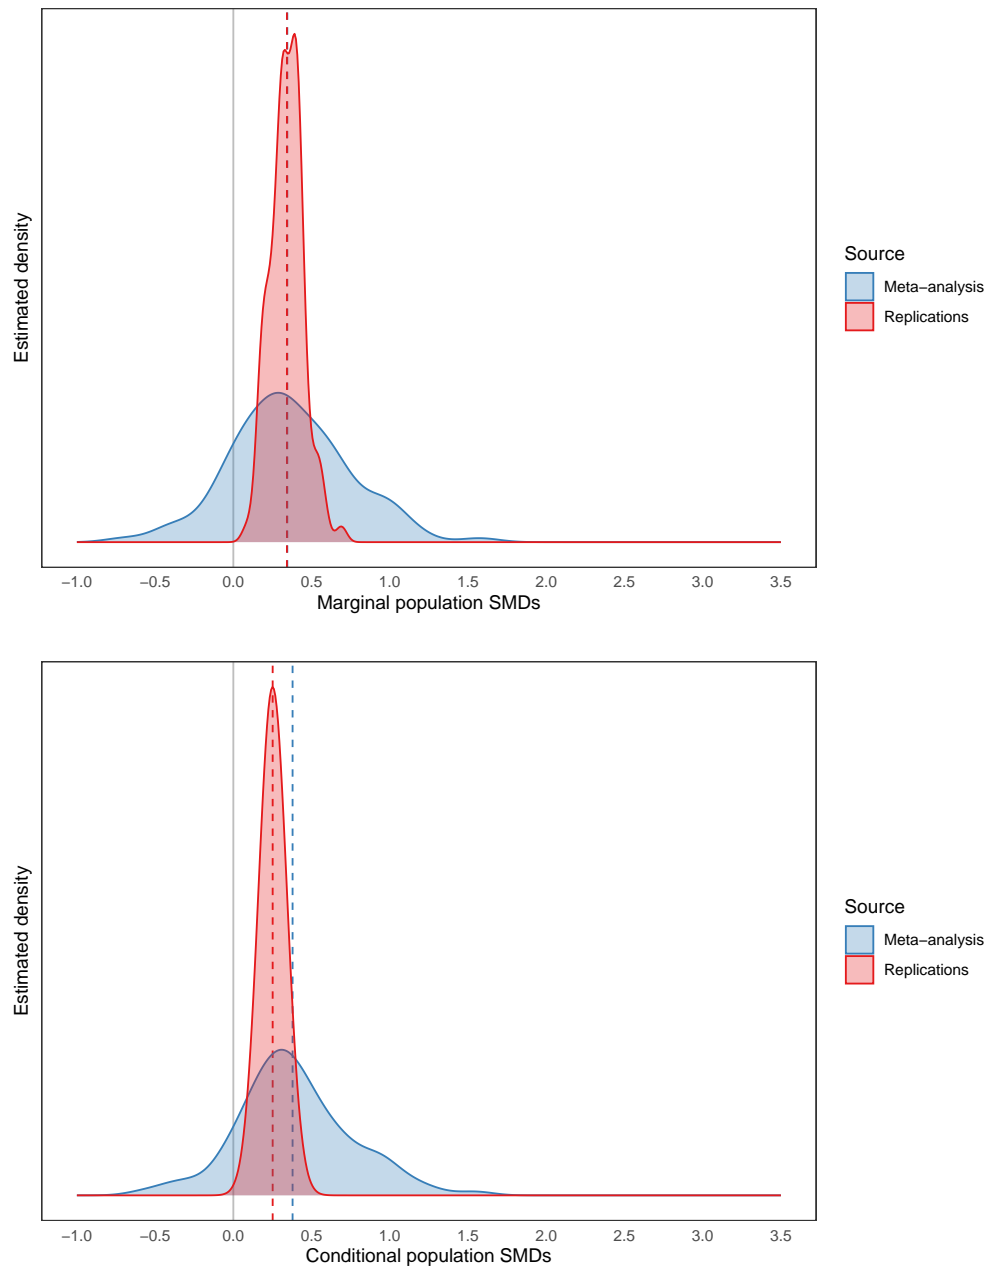 Estimated density
Source
Meta−analysis
Replications
−1.0 −0.5 0.0 0.5 1.0 1.5 2.0 2.5 3.0 3.5
Marginal population SMDs
Estimated density
Source
Meta−analysis
Replications
−1.0 −0.5 0.0 0.5 1.0 1.5 2.0 2.5 3.0 3.5
Conditional population SMDs